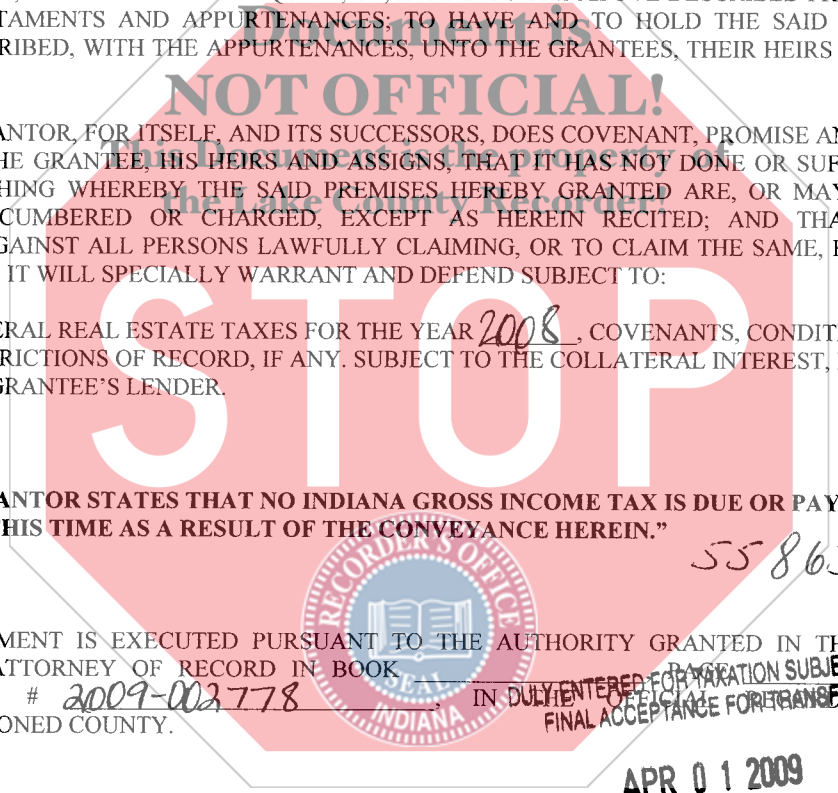 TAMENTS AND APPURTENANCES; TO HAVE AND TO HOLD THE SAID
Document is
RIBED, WITH THE APPURTENANCES, UNTO THE GRANTEES, THEIR HEIRS
NOT OFFICIAL!
ANTOR, FOR ITSELF, AND ITS SUCCESSORS, DOES COVENANT, PROMISE AN
This Document is the property of
HE GRANTEE, HIS HEIRS AND ASSIGNS, THAT IT HAS NOT DONE OR SUF
HING WHEREBY THE SAID PREMISES HEREBY GRANTED ARE, OR MAY
the Lake County Recorder!
CUMBERED OR CHARGED, EXCEPT AS HEREIN RECITED; AND THA
GAINST ALL PERSONS LAWFULLY CLAIMING, OR TO CLAIM THE SAME,
IT WILL SPECIALLY WARRANT AND DEFEND SUBJECT TO:
STOP
ERAL REAL ESTATE TAXES FOR THE YEAR 2008, COVENANTS, CONDIT
RICTIONS OF RECORD, IF ANY. SUBJECT TO THE COLLATERAL INTEREST,
GRANTEE'S LENDER.
ANTOR STATES THAT NO INDIANA GROSS INCOME TAX IS DUE OR PAY
HIS TIME AS A RESULT OF THE CONVEYANCE HEREIN."
5586
RECORDER'S OFFICE
SEAL
INDIANA
MENT IS EXECUTED PURSUANT TO THE AUTHORITY GRANTED IN TH
ATTORNEY OF RECORD IN BOOK PAGE
# 2009-002778, IN THE OFFICIAL
ONED COUNTY.
DULY ENTERED FOR TAXATION SUBJE
FINAL ACCEPTANCE FOR TRANSF
APR 01 2009